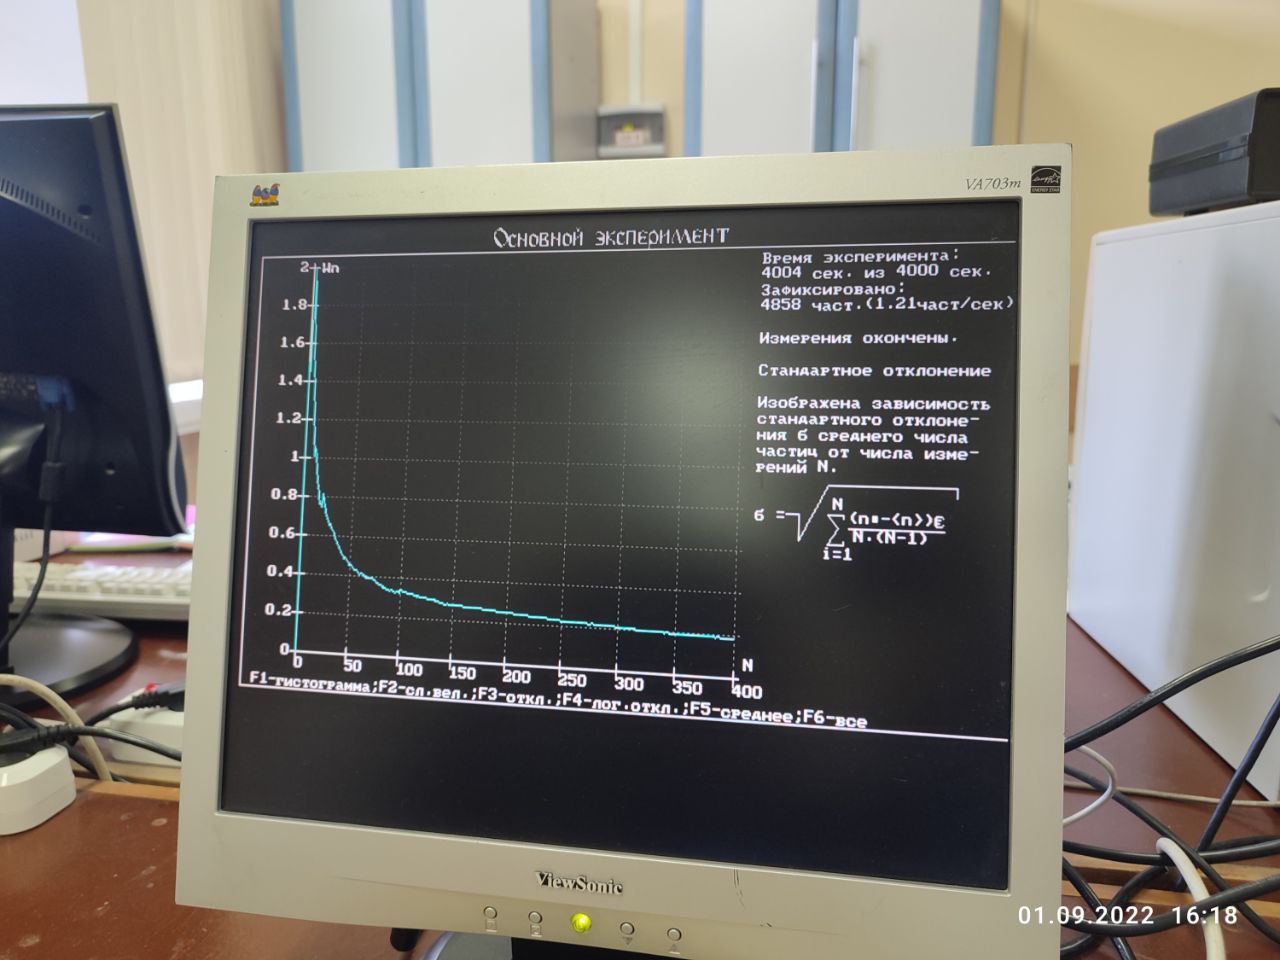 VA703m
Основной эксперимент
2
Wn
1.8
1.6
1.4
1.2
1
0.8
0.6
0.4
0.2
0
0 50 100 150 200 250 300 350 400
N
Время эксперимента:
4004 сек. из 4000 сек.
Зафиксировано:
4858 част.(1.21част/сек)
Измерения окончены.
Стандартное отклонение
Изображена зависимость
стандартного отклоне-
ния б среднего числа
частиц от числа изме-
рений N.
N
б = √ ∑ (n▪-⟨n⟩)Е
N·(N-1)
i=1
F1-гистограмма;F2-сл.вел.;F3-откл.;F4-лог.откл.;F5-среднее;F6-все
ViewSonic
01.09.2022 16:18